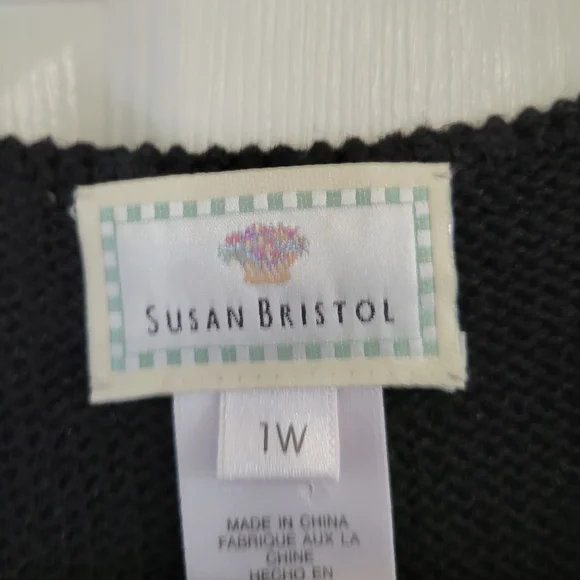 SUSAN BRISTOL
1W
MADE IN CHINA
FABRIQUE AUX LA
CHINE
HECHO EN